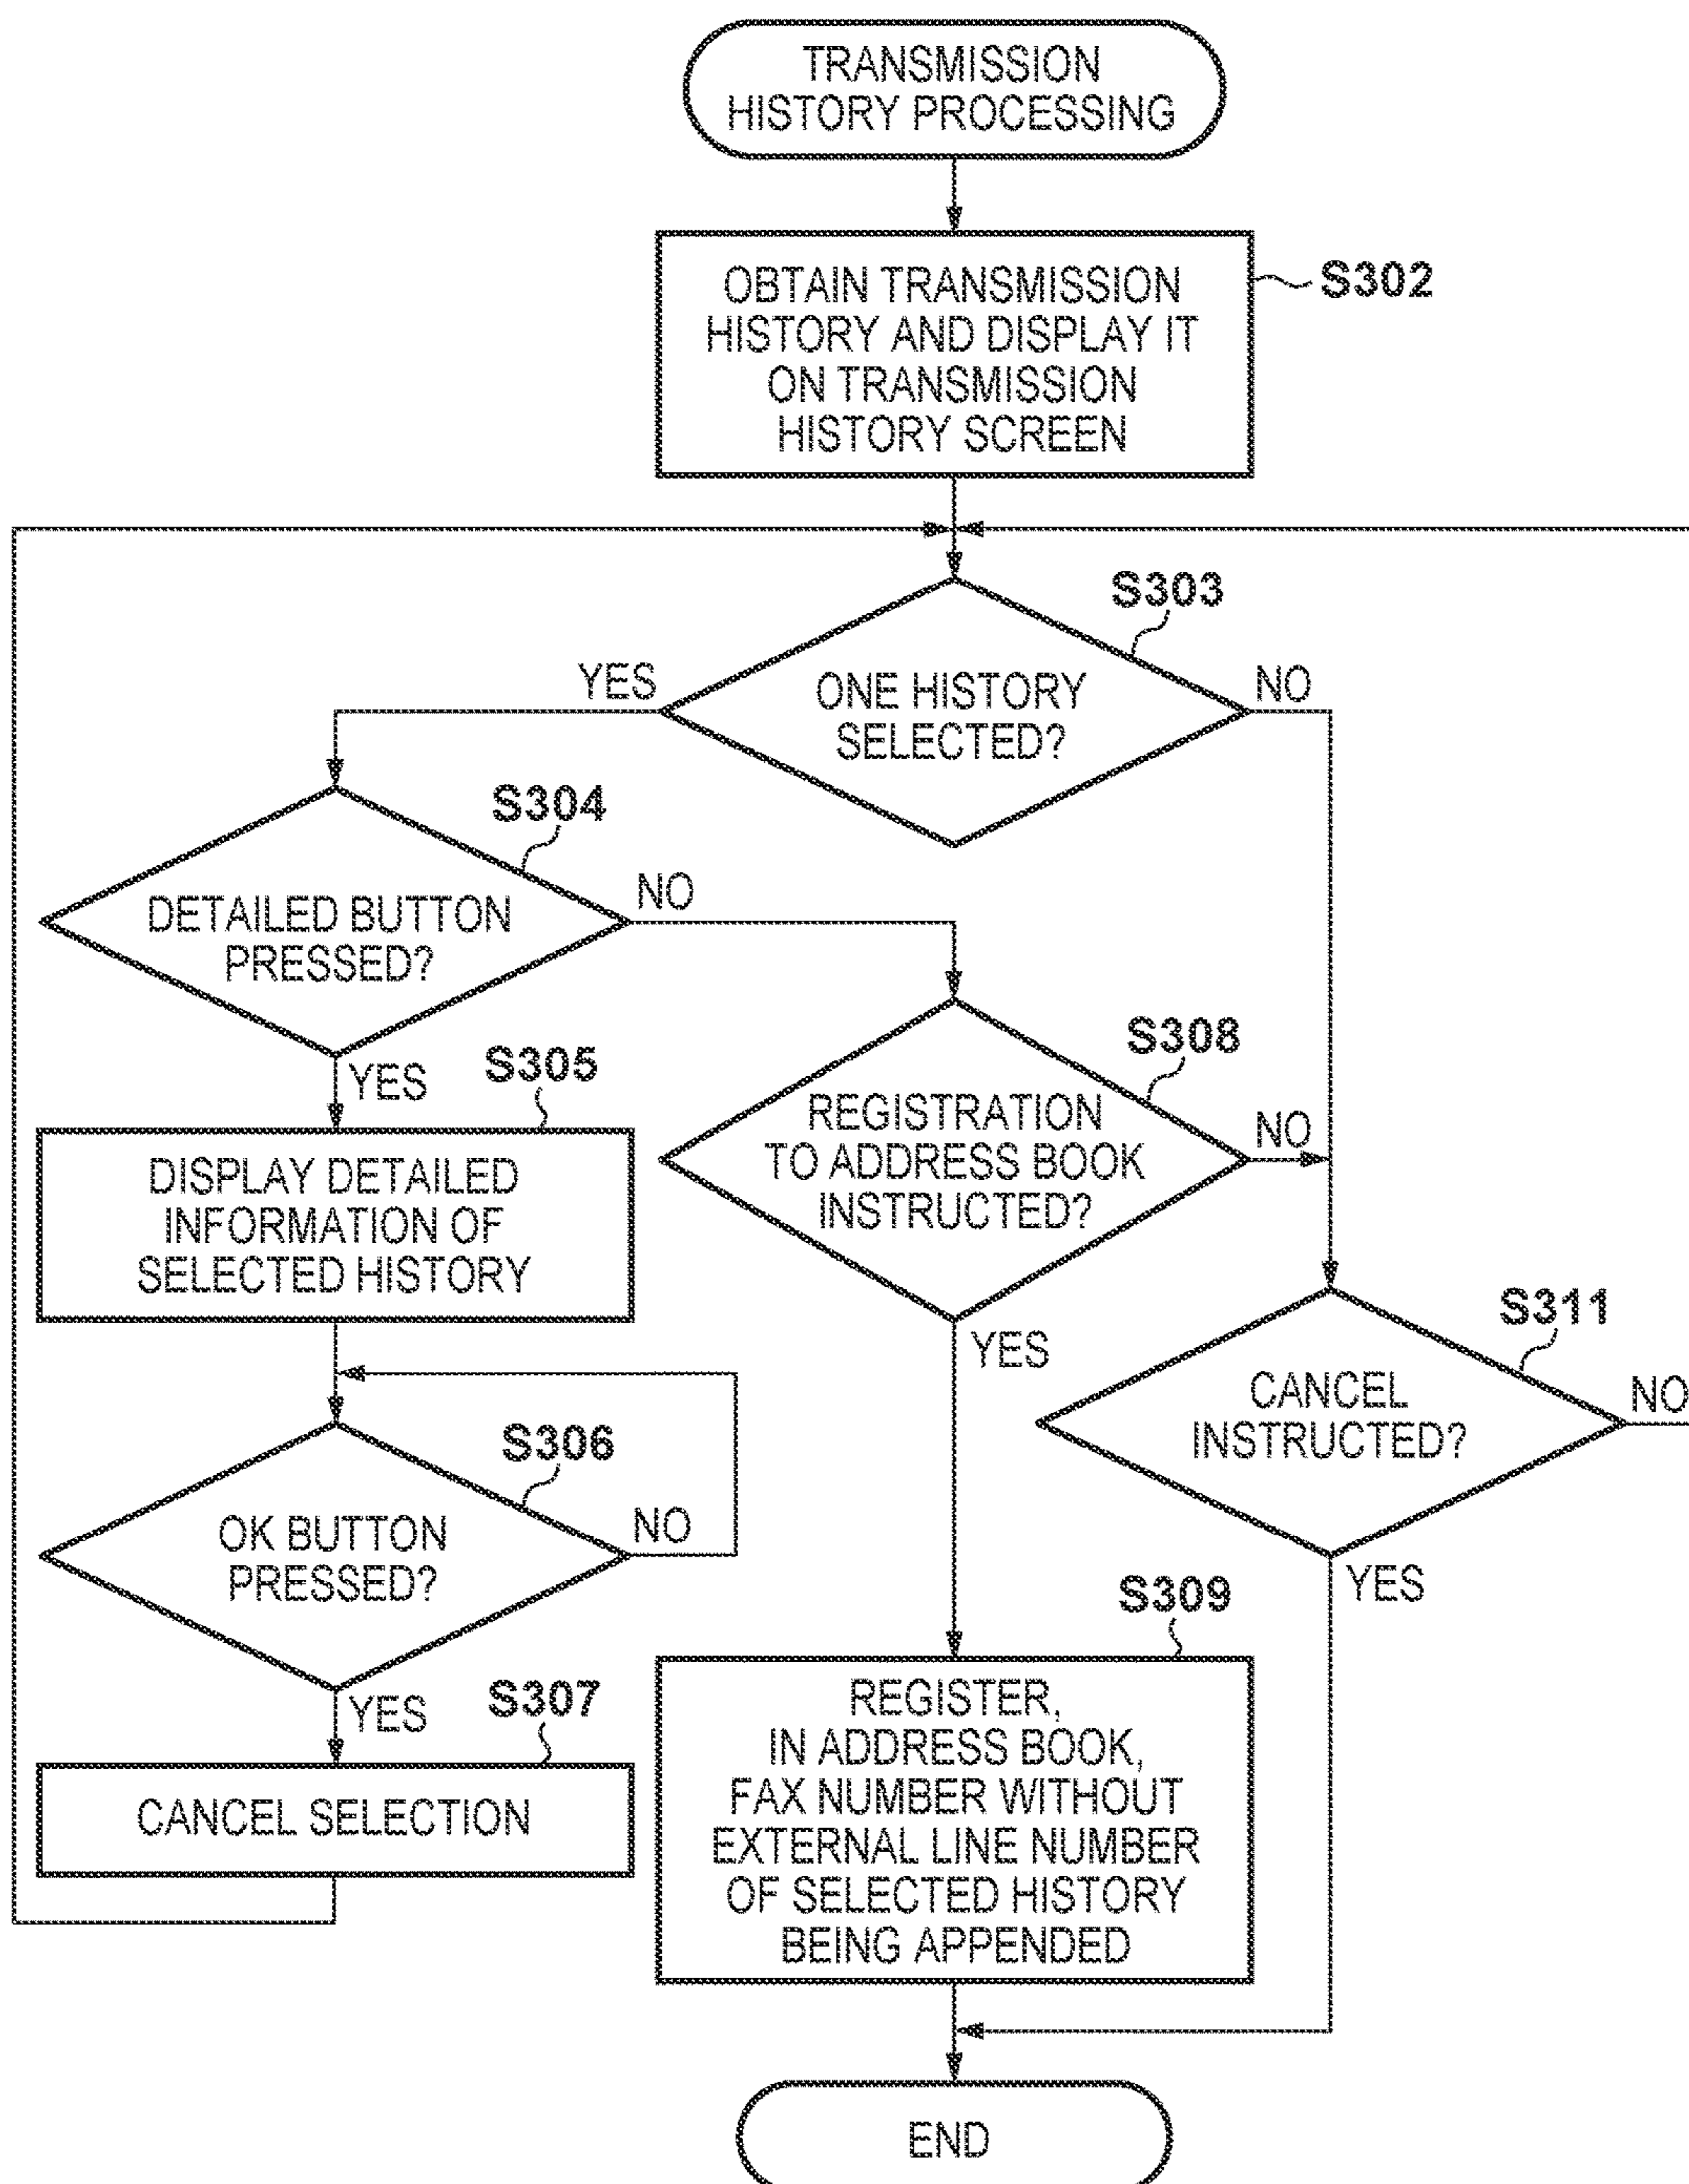 TRANSMISSION
HISTORY PROCESSING
OBTAIN TRANSMISSION
HISTORY AND DISPLAY IT
ON TRANSMISSION
HISTORY SCREEN
S302
S303
ONE HISTORY
SELECTED?
YES
NO
S304
DETAILED BUTTON
PRESSED?
NO
YES
S305
DISPLAY DETAILED
INFORMATION OF
SELECTED HISTORY
S308
REGISTRATION
TO ADDRESS BOOK
INSTRUCTED?
NO
YES
S311
CANCEL
INSTRUCTED?
NO
YES
S306
OK BUTTON
PRESSED?
NO
YES
S307
CANCEL SELECTION
S309
REGISTER,
IN ADDRESS BOOK,
FAX NUMBER WITHOUT
EXTERNAL LINE NUMBER
OF SELECTED HISTORY
BEING APPENDED
END